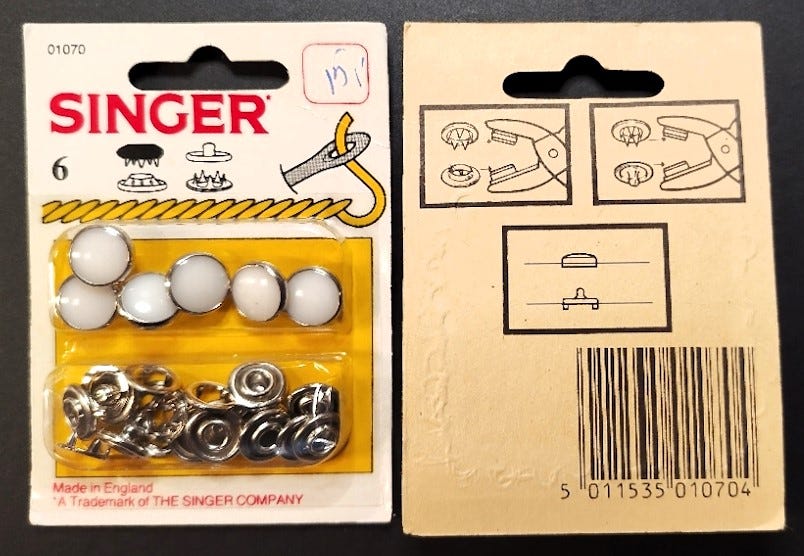 01070
SINGER*
6
Made in England
*A Trademark of THE SINGER COMPANY
5 011535 010704